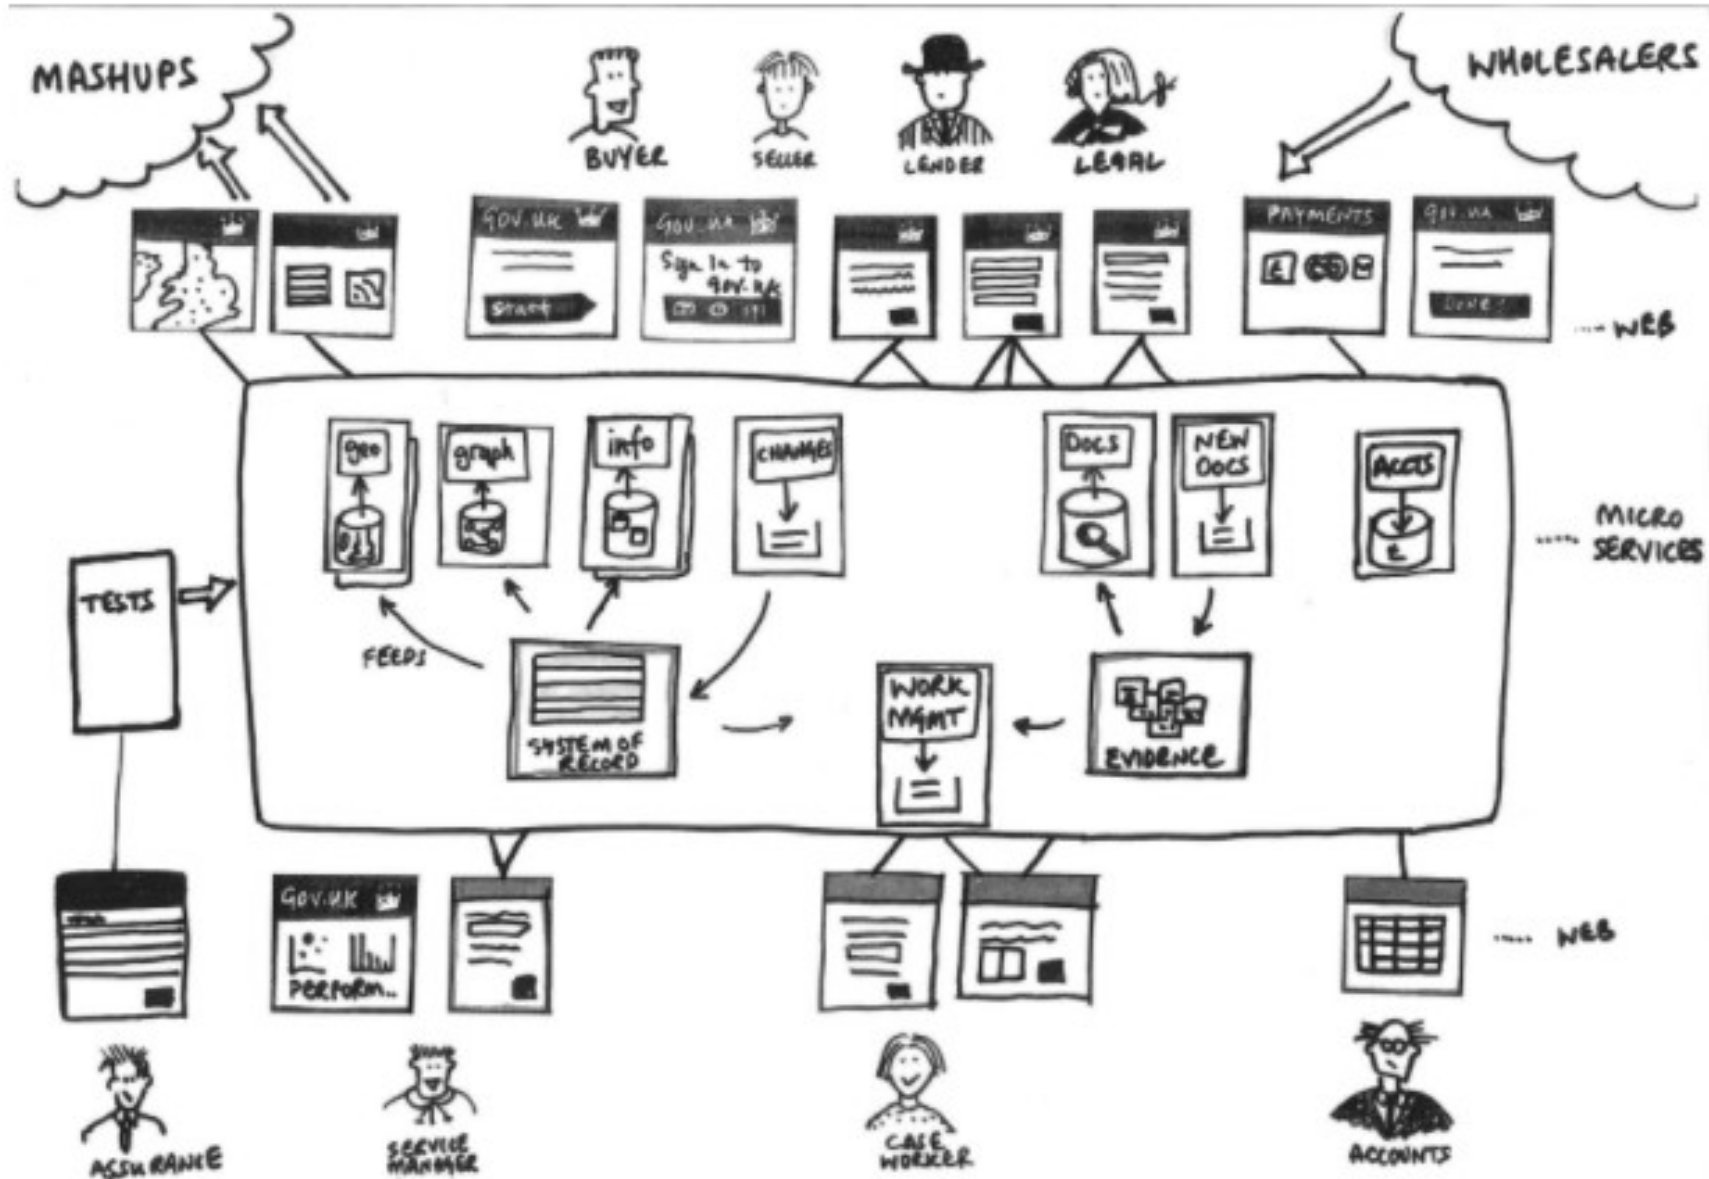 MASHUPS
WHOLESALERS
BUYER
SELLER
LENDER
LEGAL
GOV.UK
Start
GOV.UK
Sign In to
GOV.UK
PAYMENTS
£
GOV.UK
DONE!
.... WEB
geo
graph
info
CHANGES
DOCS
NEW
DOCS
ACCTS
£
..... MICRO
SERVICES
TESTS
FEEDS
SYSTEM OF
RECORD
WORK
MGMT
EVIDENCE
GOV.UK
PERFORM..
.... WEB
ASSURANCE
SERVICE
MANAGER
CASE
WORKER
ACCOUNTS